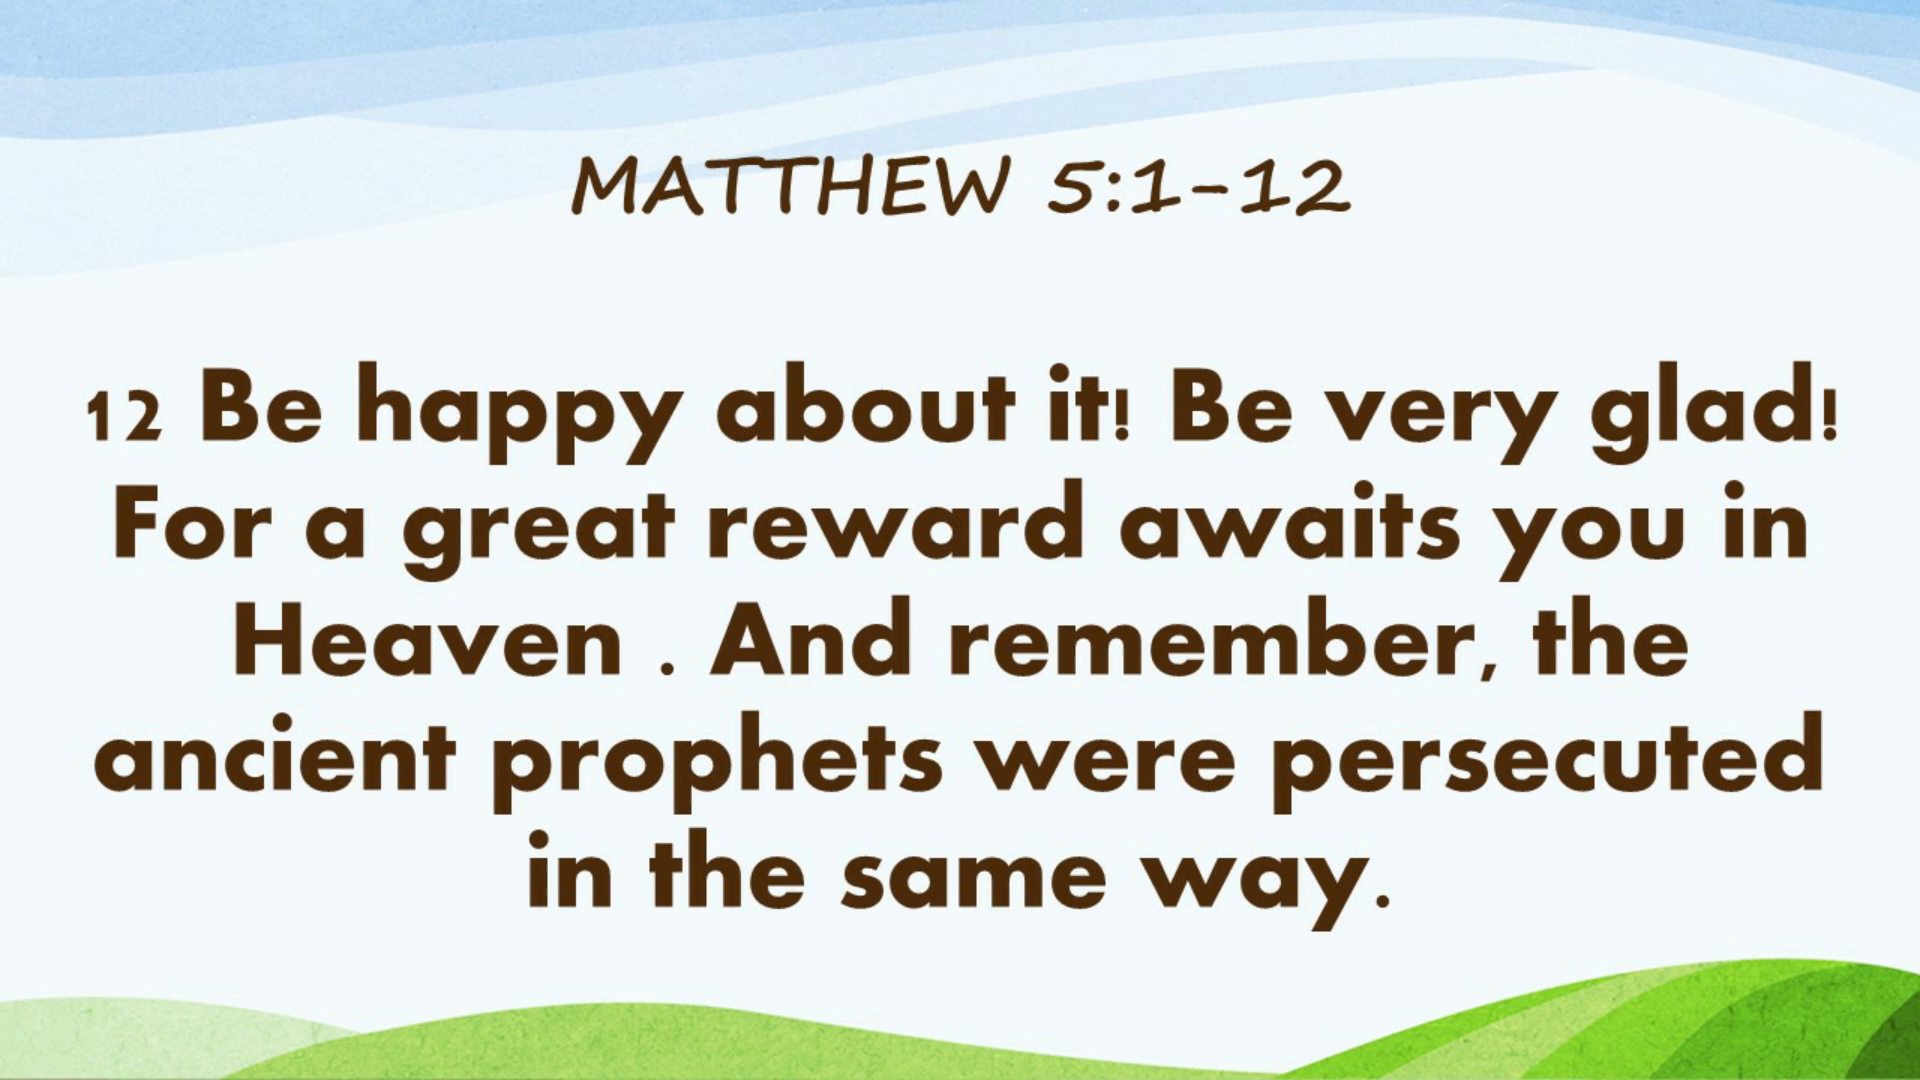 MATTHEW 5:1-12
12 Be happy about it! Be very glad!
For a great reward awaits you in
Heaven . And remember, the
ancient prophets were persecuted
in the same way.